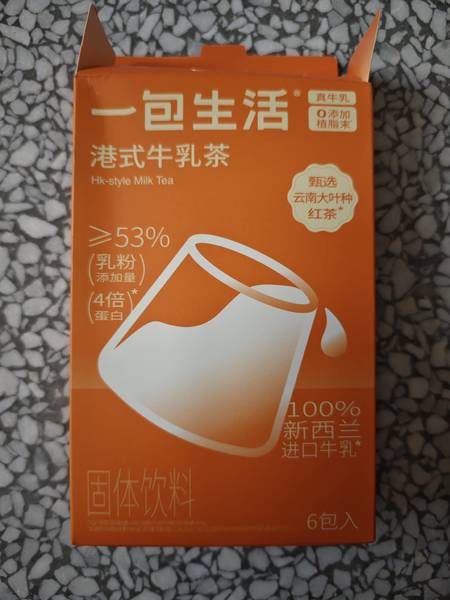 一包生活®
真牛乳
0添加
植脂末
港式牛乳茶
Hk-style Milk Tea
甄选
云南大叶种
红茶*
≥53%
(乳粉
添加量)
(4倍
蛋白)*
100%
新西兰
进口牛乳*
固体饮料
6包入